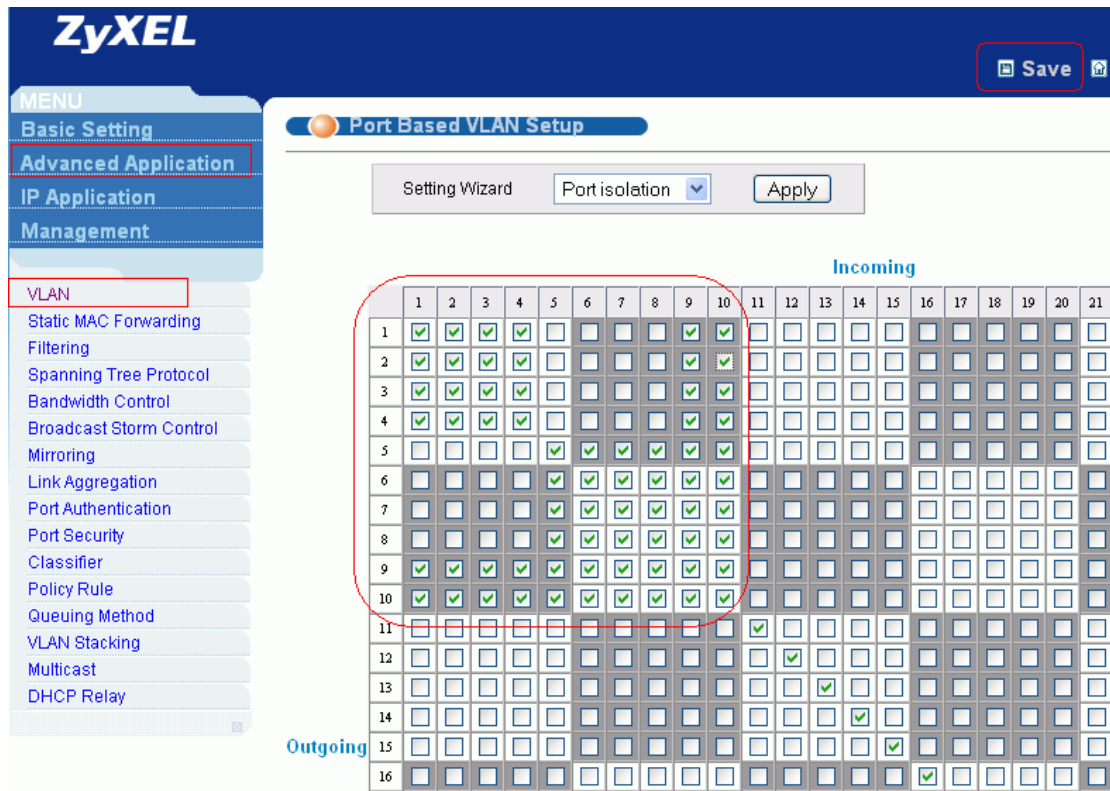 ZyXEL
Save
MENU
Basic Setting
Advanced Application
IP Application
Management
VLAN
Static MAC Forwarding
Filtering
Spanning Tree Protocol
Bandwidth Control
Broadcast Storm Control
Mirroring
Link Aggregation
Port Authentication
Port Security
Classifier
Policy Rule
Queuing Method
VLAN Stacking
Multicast
DHCP Relay
Port Based VLAN Setup
Setting Wizard Port isolation Apply
Incoming
1 2 3 4 5 6 7 8 9 10 11 12 13 14 15 16 17 18 19 20 21
1
2
3
4
5
6
7
8
9
10
11
12
13
14
Outgoing 15
16